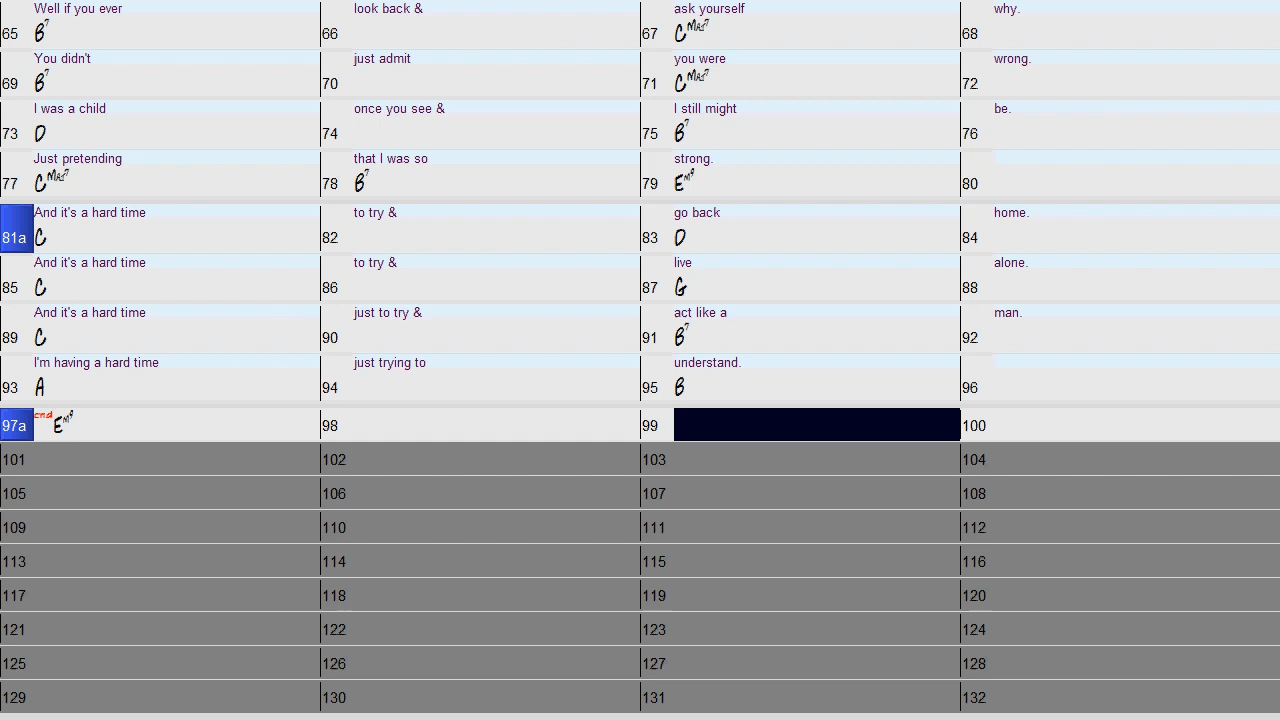 Well if you ever look back & ask yourself why.
65 B7 66 67 CMaj7 68
You didn't just admit you were wrong.
69 B7 70 71 CMaj7 72
I was a child once you see & I still might be.
73 D 74 75 B7 76
Just pretending that I was so strong.
77 CMaj7 78 B7 79 Em9 80
And it's a hard time to try & go back home.
81a C 82 83 D 84
And it's a hard time to try & live alone.
85 C 86 87 G 88
And it's a hard time just to try & act like a man.
89 C 90 91 B7 92
I'm having a hard time just trying to understand.
93 A 94 95 B 96
97a end Em9 98 99 100
101 102 103 104
105 106 107 108
109 110 111 112
113 114 115 116
117 118 119 120
121 122 123 124
125 126 127 128
129 130 131 132